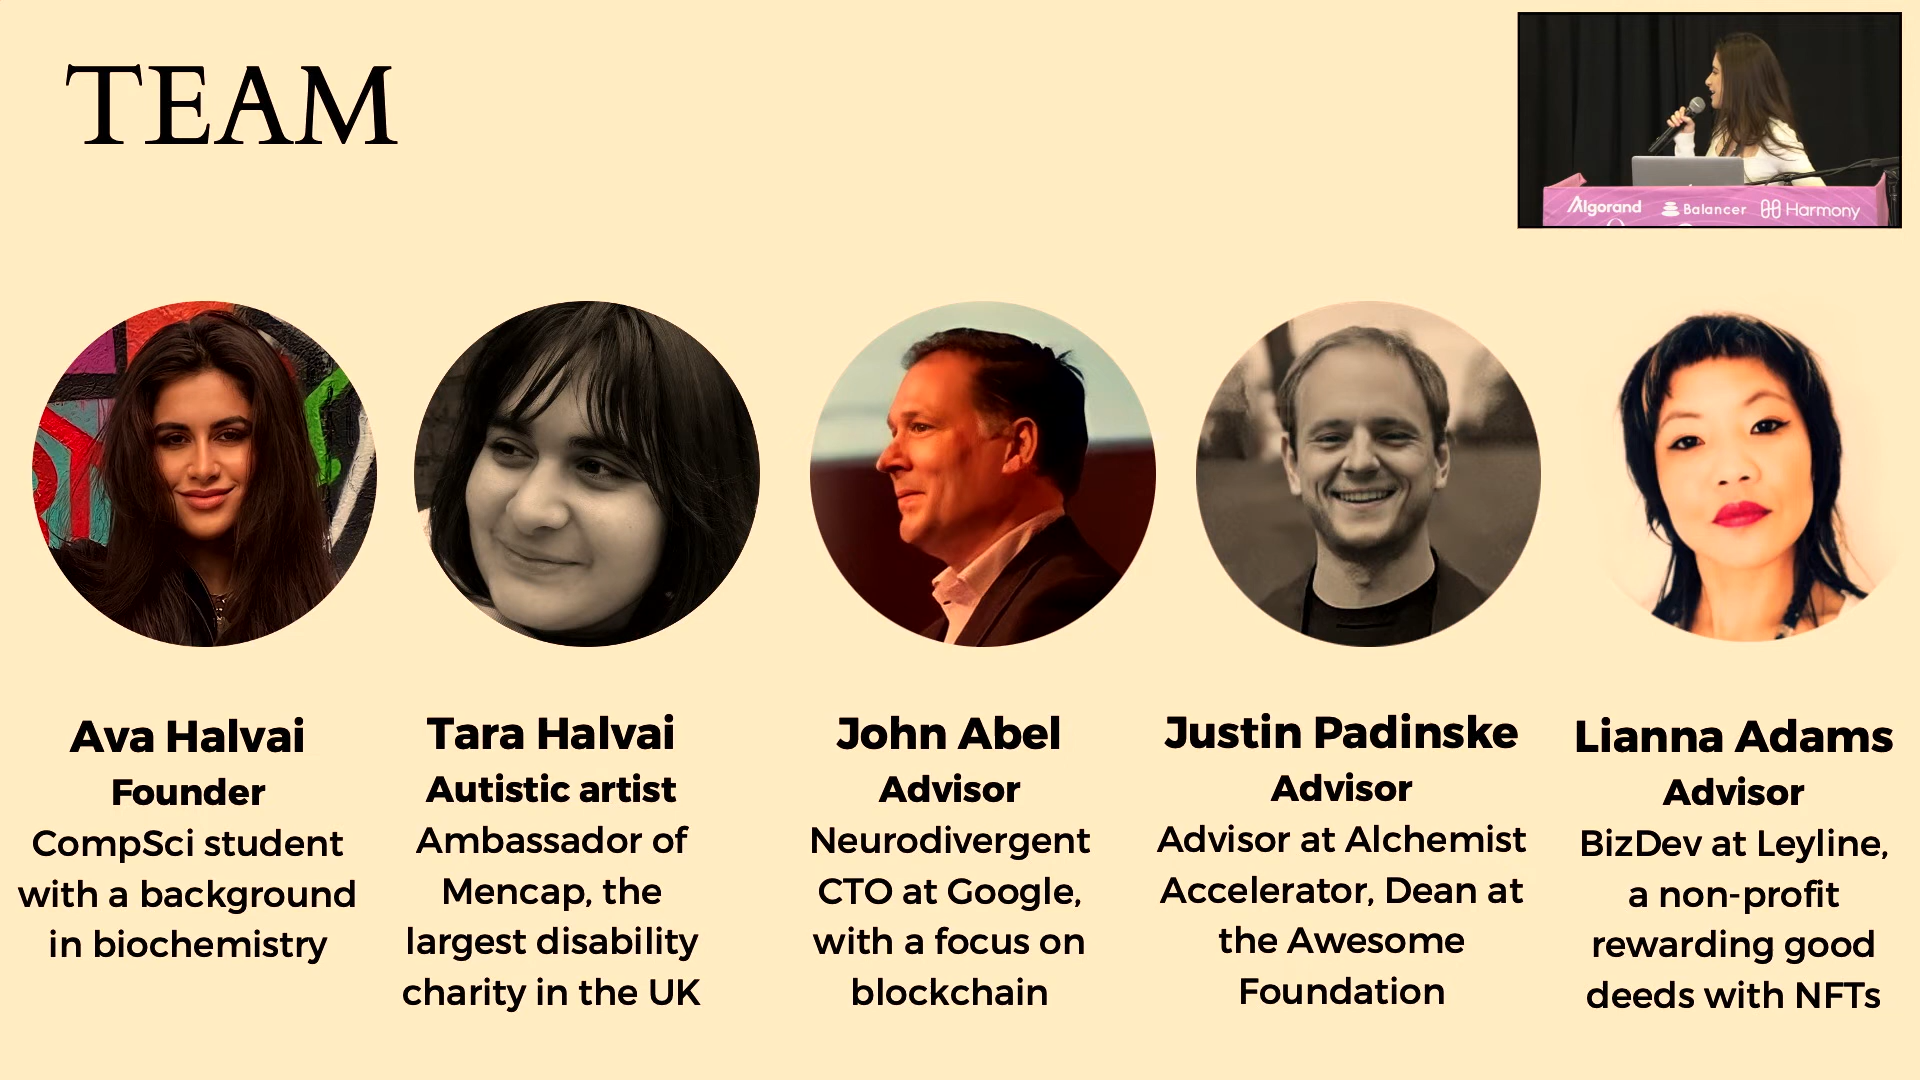 TEAM
Algorand Balancer Harmony
Ava Halvai
Founder
CompSci student
with a background
in biochemistry
Tara Halvai
Autistic artist
Ambassador of
Mencap, the
largest disability
charity in the UK
John Abel
Advisor
Neurodivergent
CTO at Google,
with a focus on
blockchain
Justin Padinske
Advisor
Advisor at Alchemist
Accelerator, Dean at
the Awesome
Foundation
Lianna Adams
Advisor
BizDev at Leyline,
a non-profit
rewarding good
deeds with NFTs